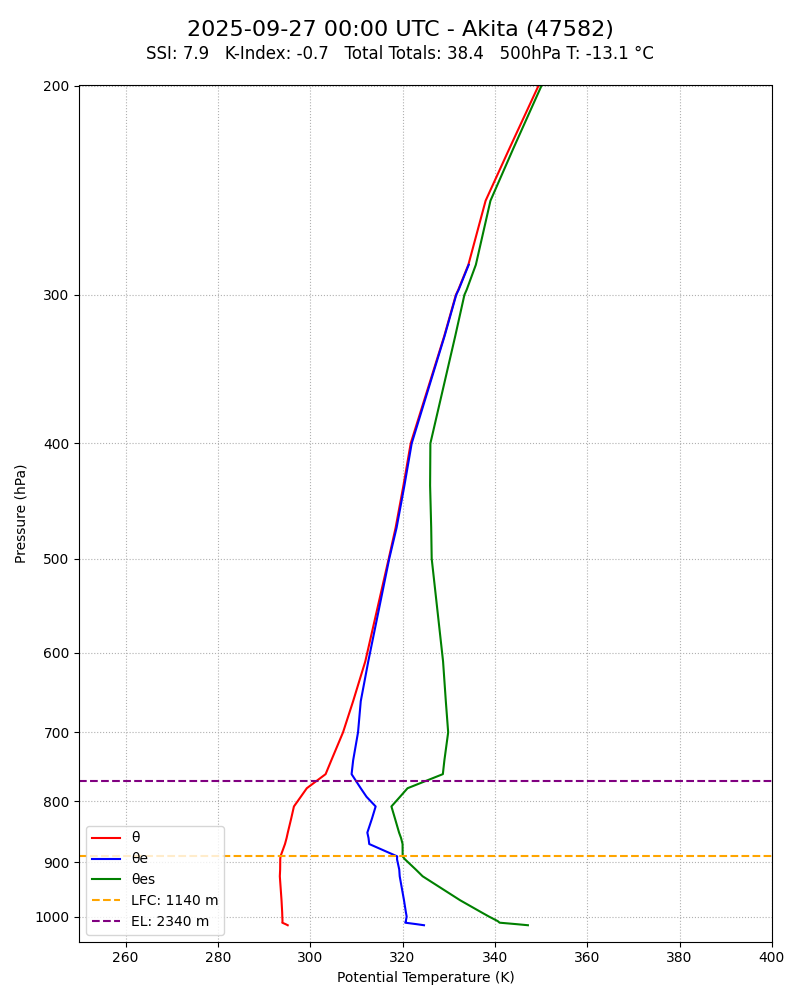 2025-09-27 00:00 UTC - Akita (47582)
SSI: 7.9 K-Index: -0.7 Total Totals: 38.4 500hPa T: -13.1 °C
200
300
400
500
600
700
800
900
1000
Pressure (hPa)
θ
θe
θes
LFC: 1140 m
EL: 2340 m
260 280 300 320 340 360 380 400
Potential Temperature (K)